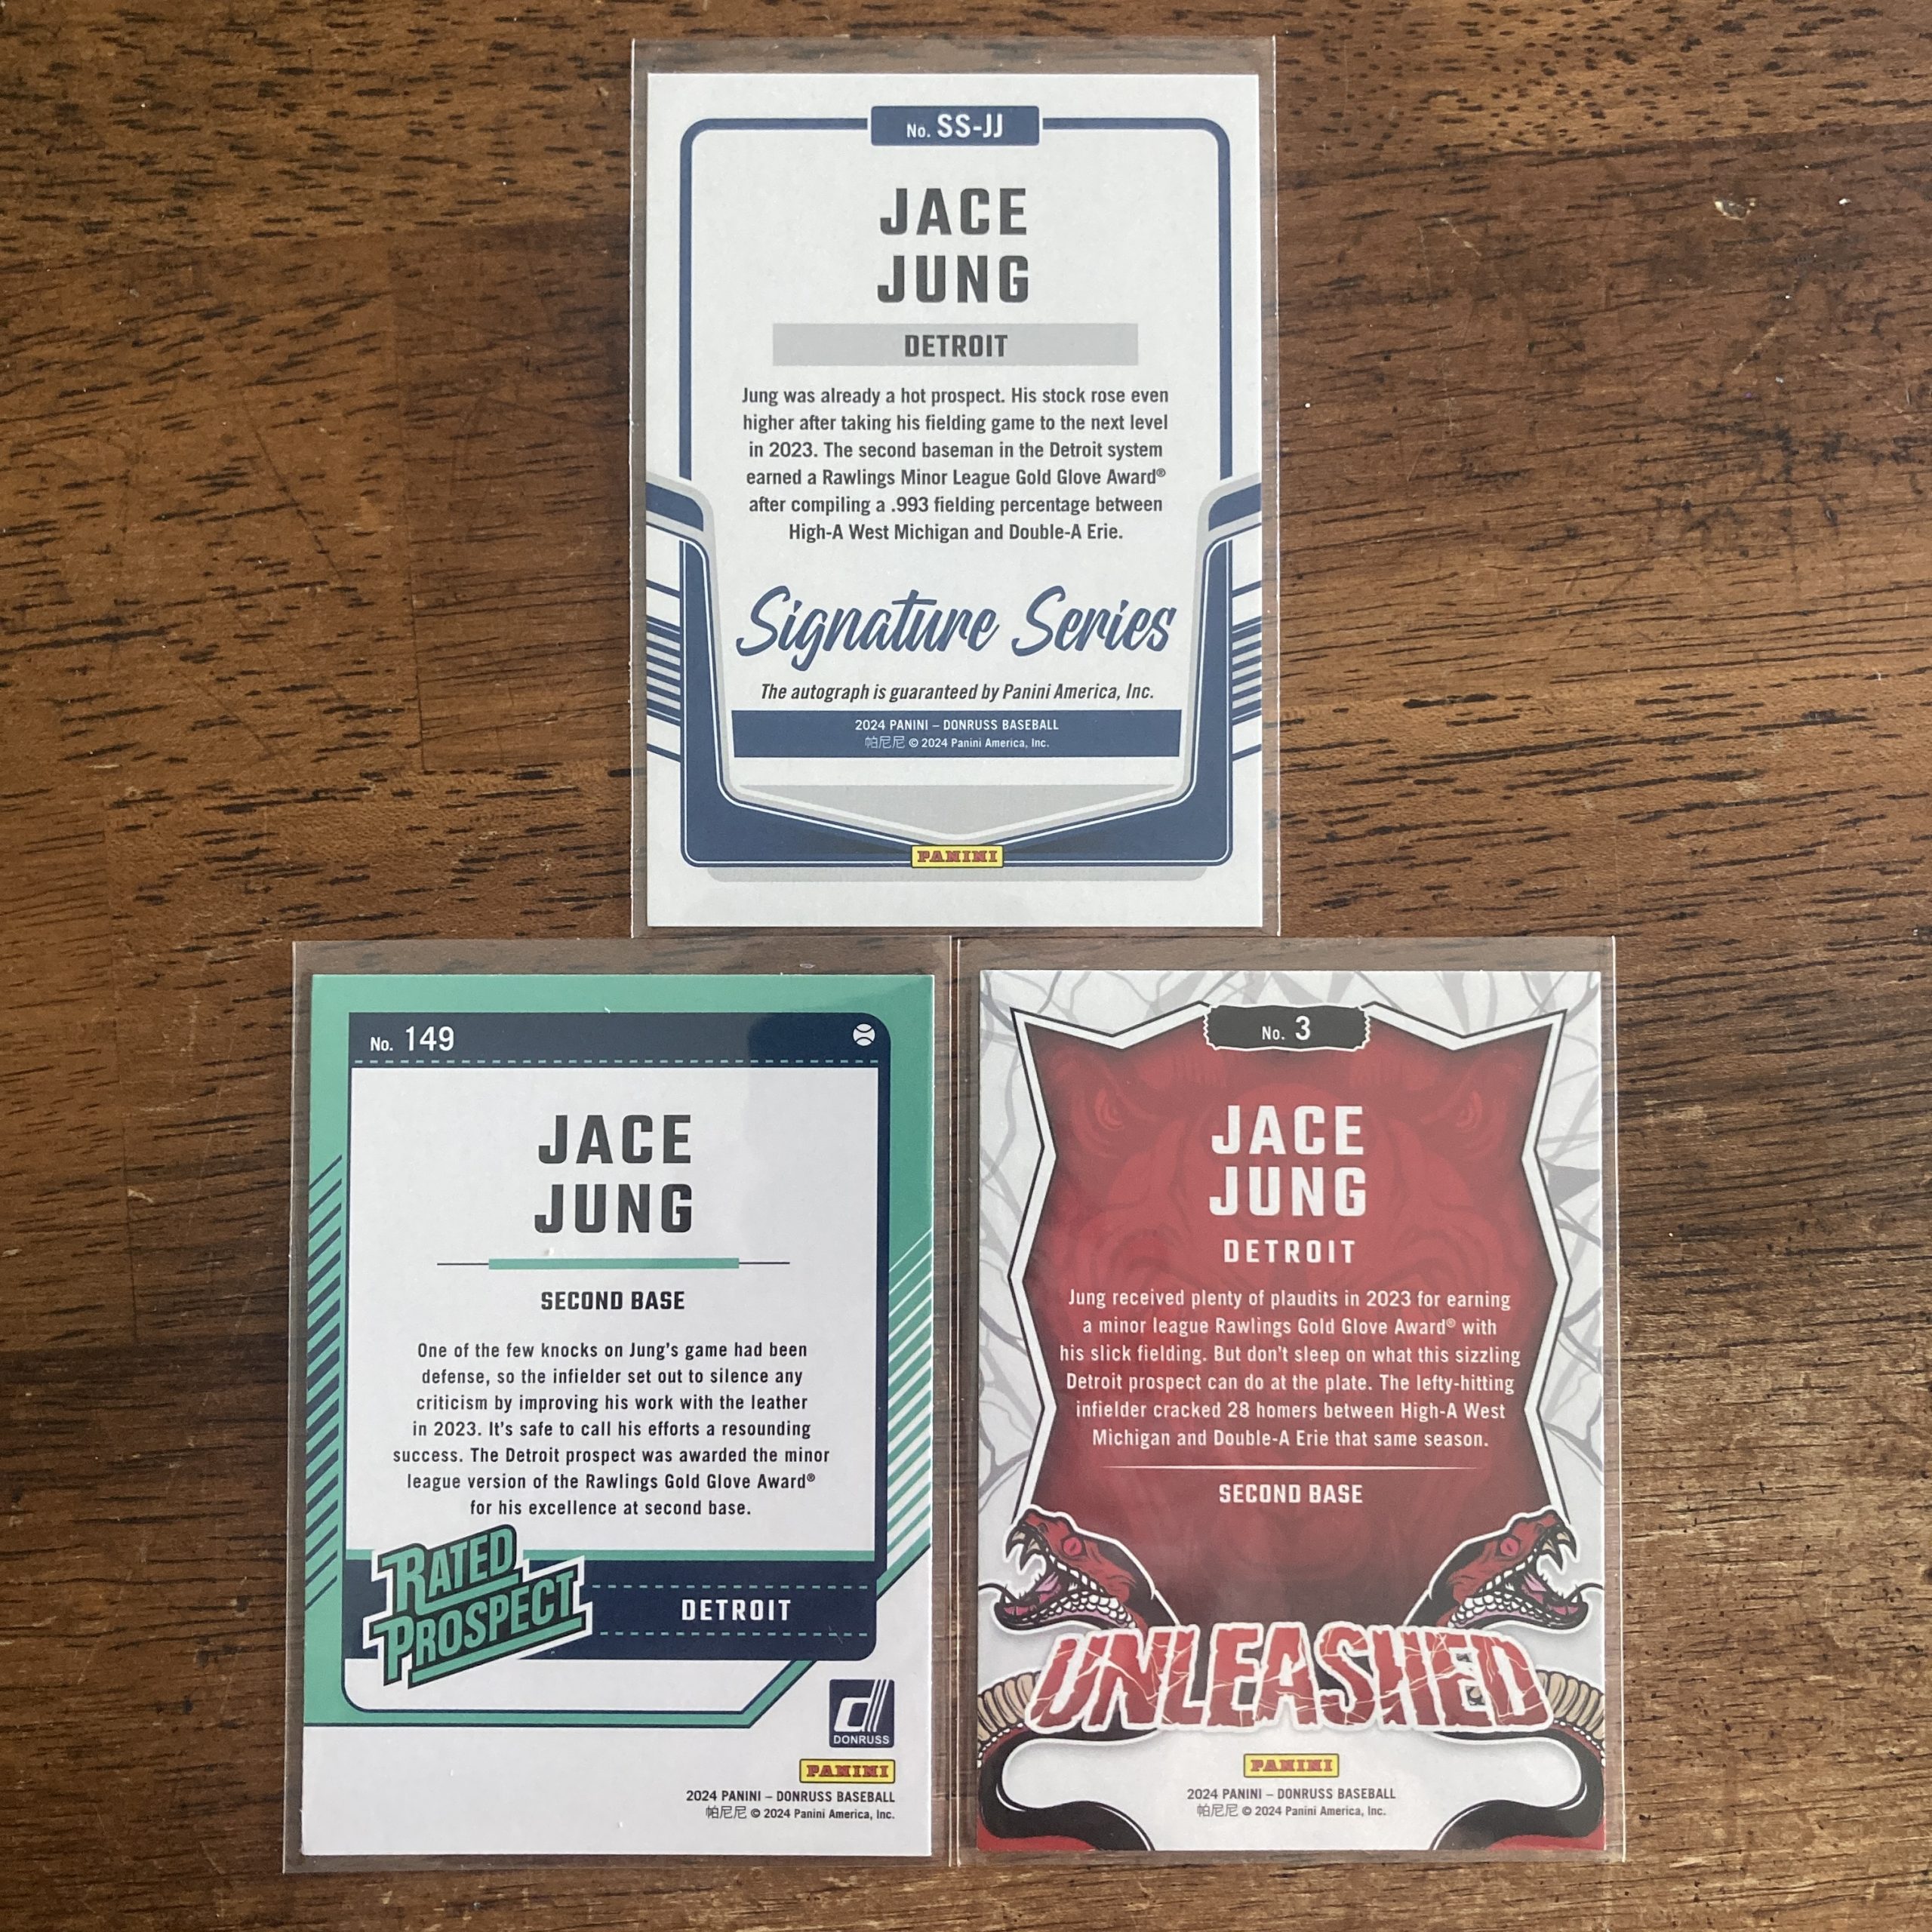 No. SS-JJ
JACE
JUNG
DETROIT
Jung was already a hot prospect. His stock rose even
higher after taking his fielding game to the next level
in 2023. The second baseman in the Detroit system
earned a Rawlings Minor League Gold Glove Award®
after compiling a .993 fielding percentage between
High-A West Michigan and Double-A Erie.
Signature Series
The autograph is guaranteed by Panini America, Inc.
2024 PANINI – DONRUSS BASEBALL
帕尼尼 © 2024 Panini America, Inc.
PANINI
No. 149
JACE
JUNG
SECOND BASE
One of the few knocks on Jung's game had been
defense, so the infielder set out to silence any
criticism by improving his work with the leather
in 2023. It's safe to call his efforts a resounding
success. The Detroit prospect was awarded the minor
league version of the Rawlings Gold Glove Award®
for his excellence at second base.
RATED
PROSPECT
DETROIT
d
DONRUSS
PANINI
2024 PANINI – DONRUSS BASEBALL
帕尼尼 © 2024 Panini America, Inc.
No. 3
JACE
JUNG
DETROIT
Jung received plenty of plaudits in 2023 for earning
a minor league Rawlings Gold Glove Award® with
his slick fielding. But don't sleep on what this sizzling
Detroit prospect can do at the plate. The lefty-hitting
infielder cracked 28 homers between High-A West
Michigan and Double-A Erie that same season.
SECOND BASE
UNLEASHED
PANINI
2024 PANINI – DONRUSS BASEBALL
帕尼尼 © 2024 Panini America, Inc.